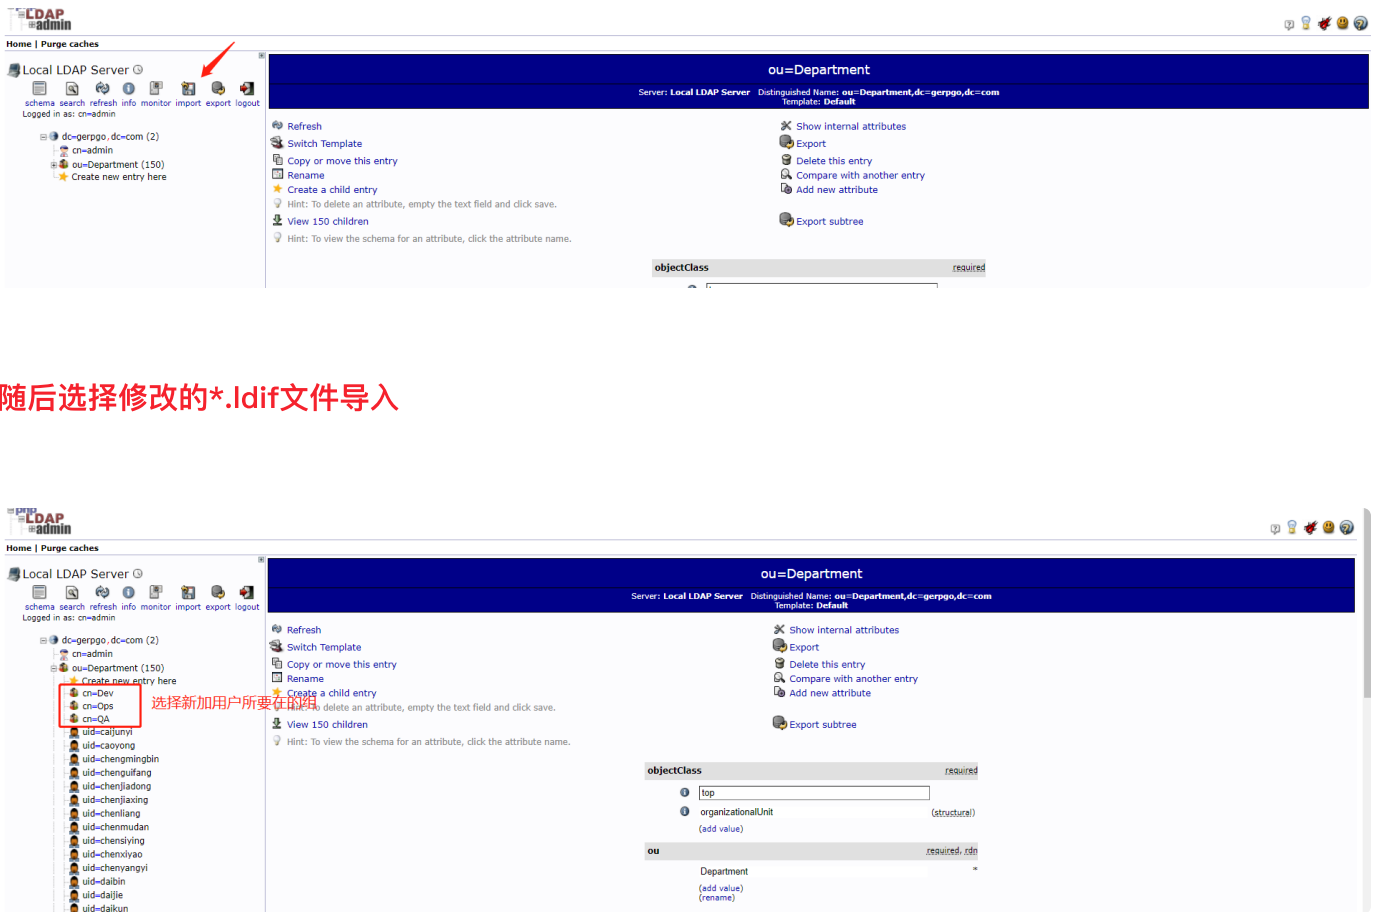 php
LDAP
admin
Home | Purge caches
Local LDAP Server
schema search refresh info monitor import export logout
Logged in as: cn=admin
dc=gerpgo,dc=com (2)
cn=admin
ou=Department (150)
Create new entry here
ou=Department
Server: Local LDAP Server Distinguished Name: ou=Department,dc=gerpgo,dc=com
Template: Default
Refresh
Switch Template
Copy or move this entry
Rename
Create a child entry
Hint: To delete an attribute, empty the text field and click save.
View 150 children
Hint: To view the schema for an attribute, click the attribute name.
Show internal attributes
Export
Delete this entry
Compare with another entry
Add new attribute
Export subtree
objectClass required
随后选择修改的*.ldif文件导入
php
LDAP
admin
Home | Purge caches
Local LDAP Server
schema search refresh info monitor import export logout
Logged in as: cn=admin
dc=gerpgo,dc=com (2)
cn=admin
ou=Department (150)
Create new entry here
cn=Dev
cn=Ops
cn=QA
选择新加用户所要在的组
uid=caijunyi
uid=caoyong
uid=chengmingbin
uid=chenguifang
uid=chenjiadong
uid=chenjiaxing
uid=chenliang
uid=chenmudan
uid=chensiying
uid=chenxiyao
uid=chenyangyi
uid=daibin
uid=daijie
uid=daikun
ou=Department
Server: Local LDAP Server Distinguished Name: ou=Department,dc=gerpgo,dc=com
Template: Default
Refresh
Switch Template
Copy or move this entry
Rename
Create a child entry
to delete an attribute, empty the text field and click save.
View 150 children
Hint: To view the schema for an attribute, click the attribute name.
Show internal attributes
Export
Delete this entry
Compare with another entry
Add new attribute
Export subtree
objectClass required
top
organizationalUnit (structural)
(add value)
ou required, rdn
Department *
(add value)
(rename)